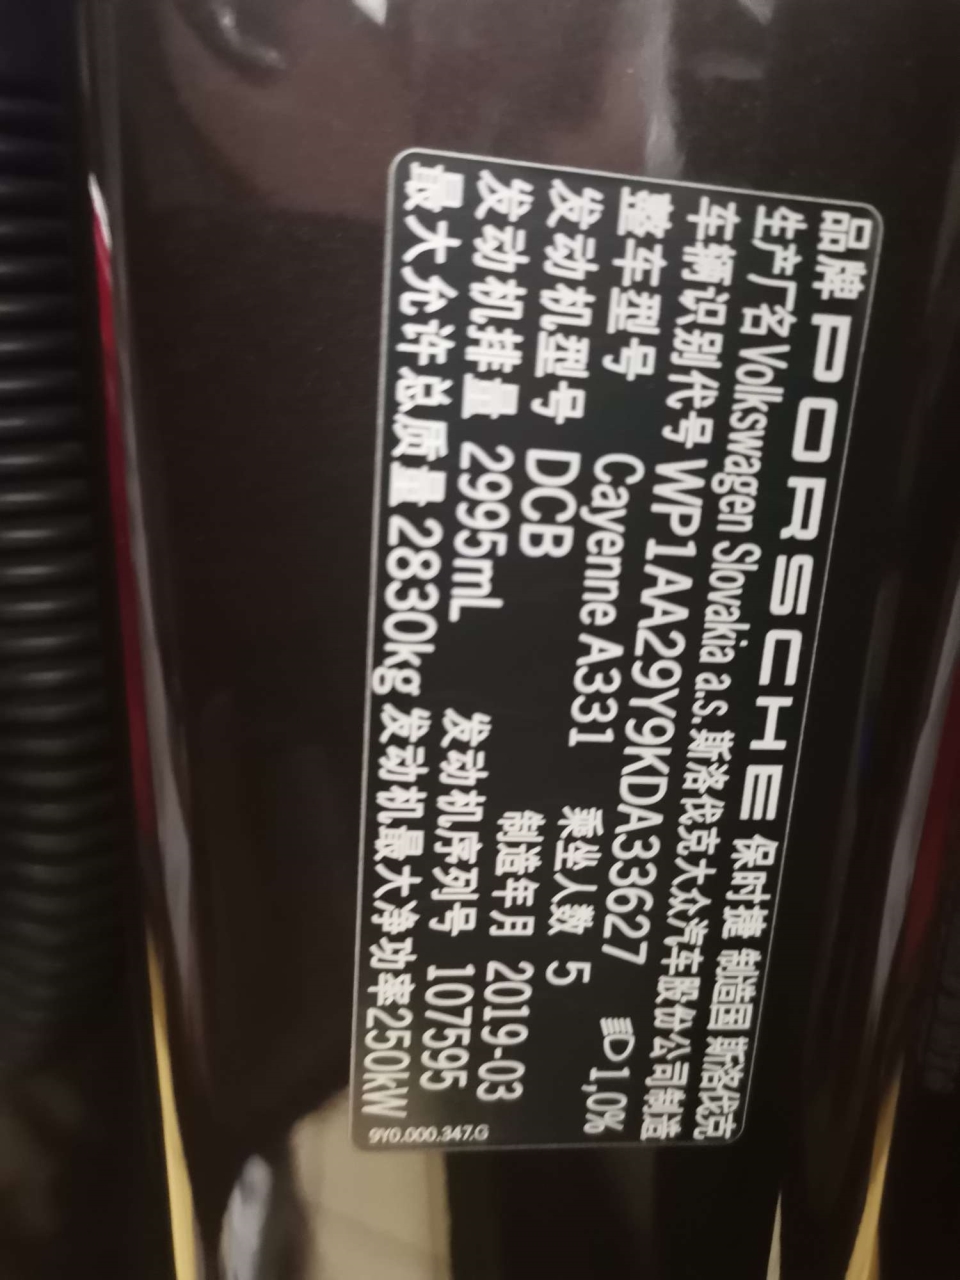 品牌 PORSCHE 保时捷 制造国 斯洛伐克
生产厂名 Volkswagen Slovakia a.s.斯洛伐克大众汽车股份公司制造
车辆识别代号 WP1AA29Y9KDA33627 1,0%
整车型号 Cayenne A331 乘坐人数 5
发动机型号 DCB 制造年月 2019-03
发动机排量 2995mL 发动机序列号 107595
最大允许总质量 2830kg 发动机最大净功率250kW
9Y0.000.347.G